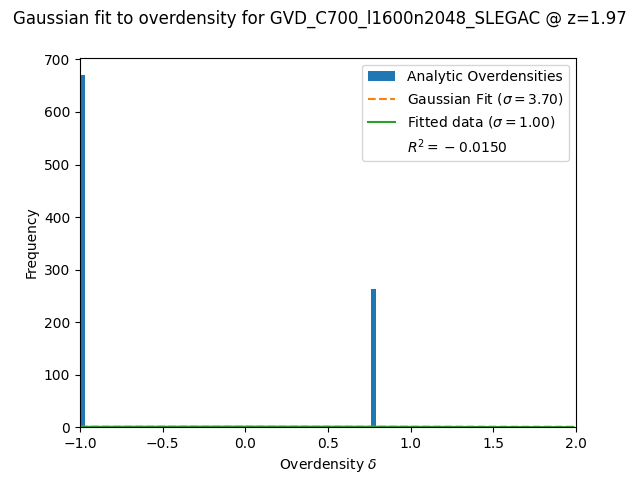 Gaussian fit to overdensity for GVD_C700_l1600n2048_SLEGAC @ z=1.97
700
600
500
400
300
200
100
0
Frequency
Analytic Overdensities
Gaussian Fit (σ = 3.70)
Fitted data (σ = 1.00)
R² = −0.0150
−1.0 −0.5 0.0 0.5 1.0 1.5 2.0
Overdensity δ